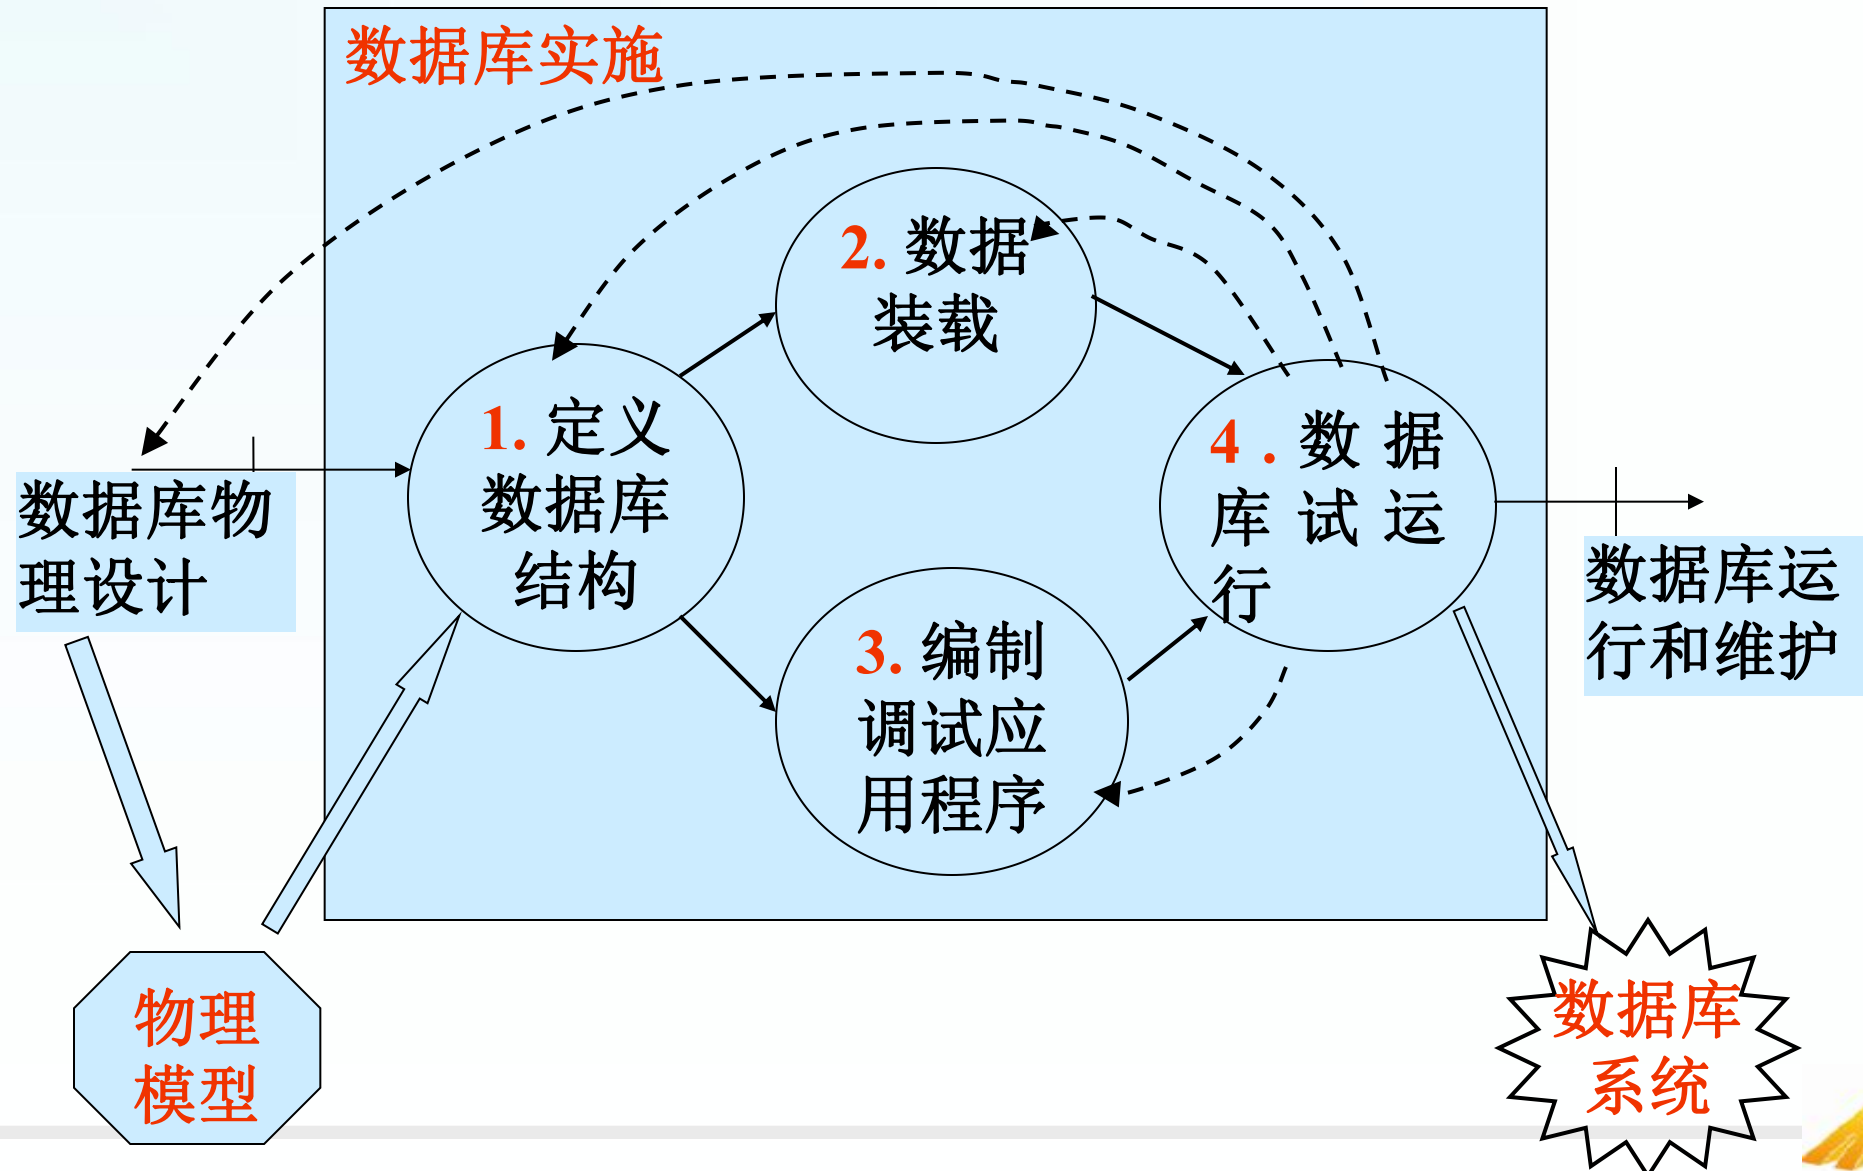 数据库实施
2. 数据
装载
1. 定义
数据库
结构
4 . 数 据
库 试 运
行
数据库物
理设计
数据库运
行和维护
3. 编制
调试应
用程序
物理
模型
数据库
系统